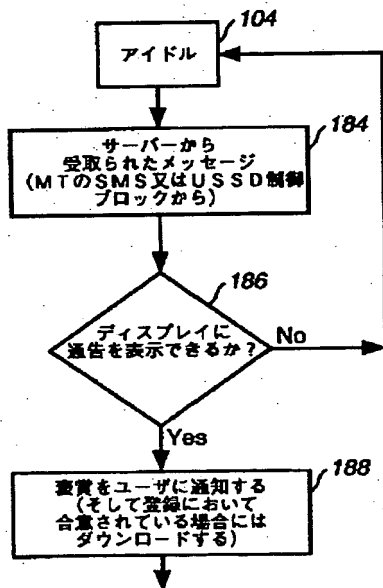 104
アイドル
184
サーバーから
受取られたメッセージ
(MTのSMS又はUSSD制御
ブロックから)
186
ディスプレイに
通告を表示できるか?
No
Yes
188
褒賞をユーザに通知する
(そして登録において
合意されている場合には
ダウンロードする)